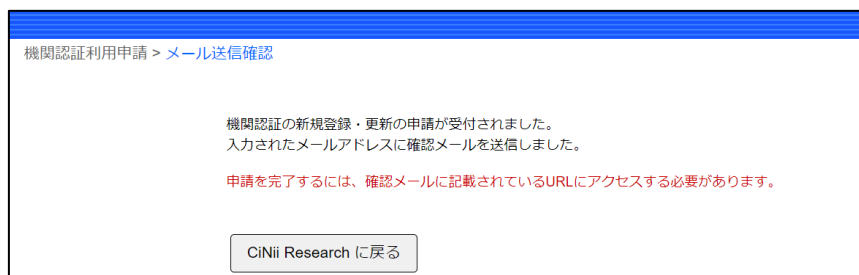 機関認証利用申請 > メール送信確認
機関認証の新規登録・更新の申請が受付されました。
入力されたメールアドレスに確認メールを送信しました。
申請を完了するには、確認メールに記載されているURLにアクセスする必要があります。
CiNii Research に戻る